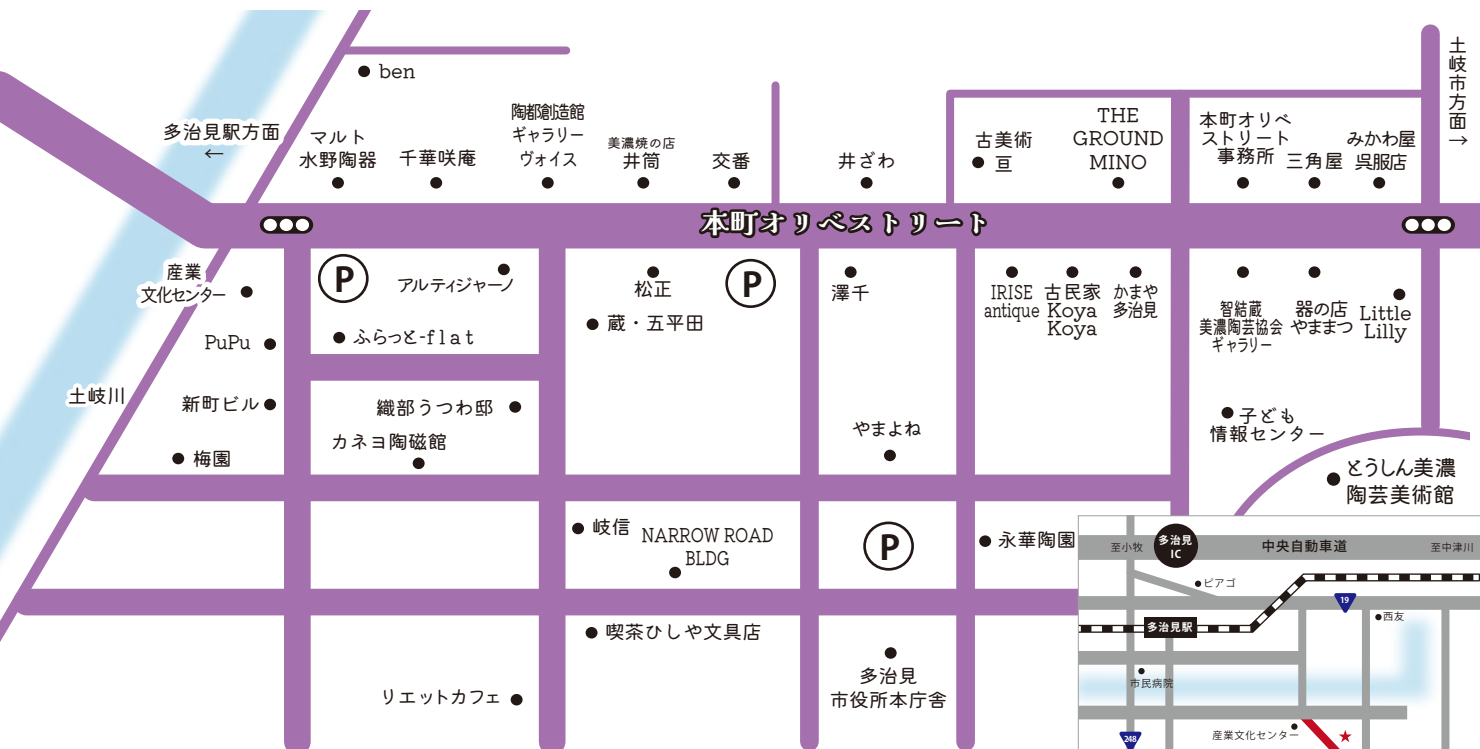 ben
多治見駅方面
←
マルト
水野陶器
千華咲庵
陶都創造館
ギャラリー
ヴォイス
美濃焼の店
井筒
交番
井ざわ
古美術
亘
THE
GROUND
MINO
本町オリベ
ストリート
事務所
三角屋
みかわ屋
呉服店
土岐市方面→
本町オリベストリート
産業
文化センター
P
アルティジャーノ
松正
P
澤千
IRISE
antique
古民家
Koya
Koya
かまや
多治見
智結蔵
美濃陶芸協会
ギャラリー
器の店
やままつ
Little
Lilly
PuPu
ふらっと-flat
蔵・五平田
土岐川
新町ビル
織部うつわ邸
カネヨ陶磁館
梅園
やまよね
子ども
情報センター
とうしん美濃
陶芸美術館
岐信
NARROW ROAD
BLDG
P
永華陶園
喫茶ひしや文具店
多治見
市役所本庁舎
リエットカフェ
至小牧
多治見
IC
中央自動車道
至中津川
ピアゴ
19
西友
多治見駅
市民病院
産業文化センター
248